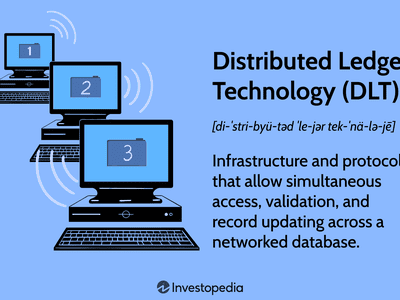 1
2
3
Distributed Ledge
Technology (DLT)
[di-ˈstri-byü-təd ˈle-jər tek-ˈnä-lə-jē]
Infrastructure and protocol
that allow simultaneous
access, validation, and
record updating across a
networked database.
Investopedia